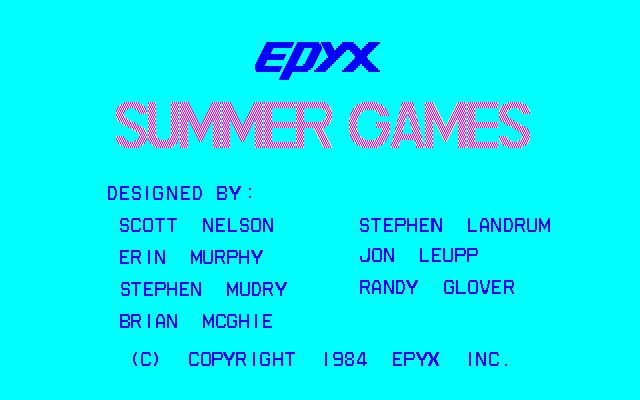 EPYX
SUMMER GAMES
DESIGNED BY:
SCOTT NELSON STEPHEN LANDRUM
ERIN MURPHY JON LEUPP
STEPHEN MUDRY RANDY GLOVER
BRIAN MCGHIE
(C) COPYRIGHT 1984 EPYX INC.